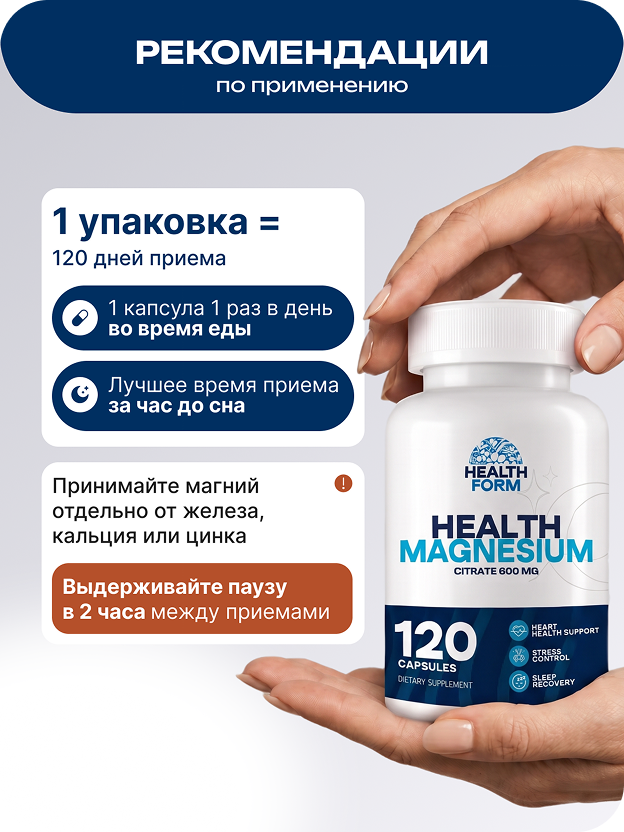 РЕКОМЕНДАЦИИ
по применению
1 упаковка =
120 дней приема
1 капсула 1 раз в день
во время еды
Лучшее время приема
за час до сна
Принимайте магний
отдельно от железа,
кальция или цинка
!
Выдерживайте паузу
в 2 часа между приемами
HEALTH
FORM
HEALTH
MAGNESIUM
CITRATE 600 MG
120
CAPSULES
DIETARY SUPPLEMENT
HEART
HEALTH SUPPORT
STRESS
CONTROL
SLEEP
RECOVERY